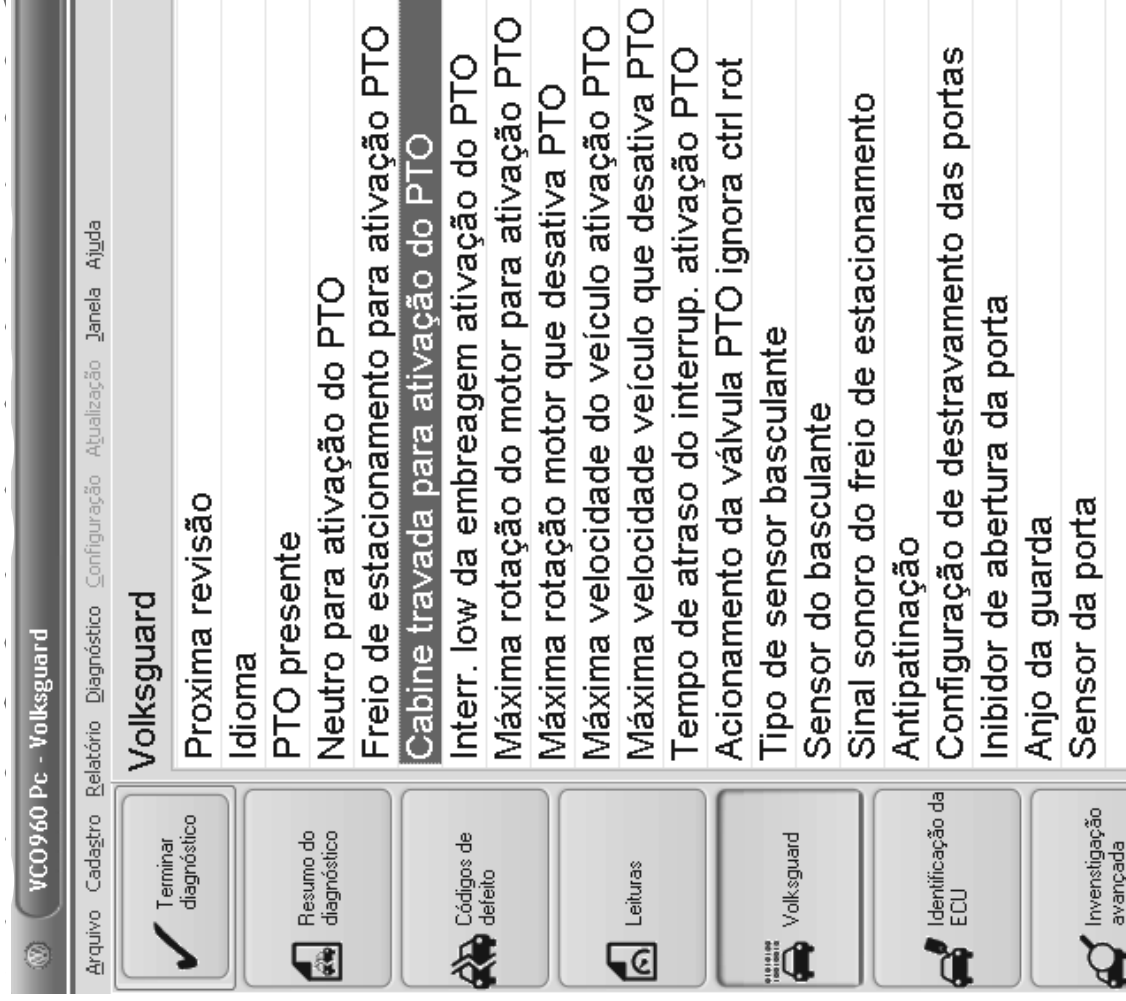 VCO960 Pc - Volksguard
Arquivo Cadastro Relatório Diagnóstico Configuração Atualização Janela Ajuda
Terminar
diagnóstico
Resumo do
diagnóstico
Códigos de
defeito
Leituras
Volksguard
Identificação da
ECU
Invenstigação
avançada
Volksguard
Proxima revisão
Idioma
PTO presente
Neutro para ativação do PTO
Freio de estacionamento para ativação PTO
Cabine travada para ativação do PTO
Interr. low da embreagem ativação do PTO
Máxima rotação do motor para ativação PTO
Máxima rotação motor que desativa PTO
Máxima velocidade do veículo ativação PTO
Máxima velocidade veículo que desativa PTO
Tempo de atraso do interrup. ativação PTO
Acionamento da válvula PTO ignora ctrl rot
Tipo de sensor basculante
Sensor do basculante
Sinal sonoro do freio de estacionamento
Antipatinação
Configuração de destravamento das portas
Inibidor de abertura da porta
Anjo da guarda
Sensor da porta